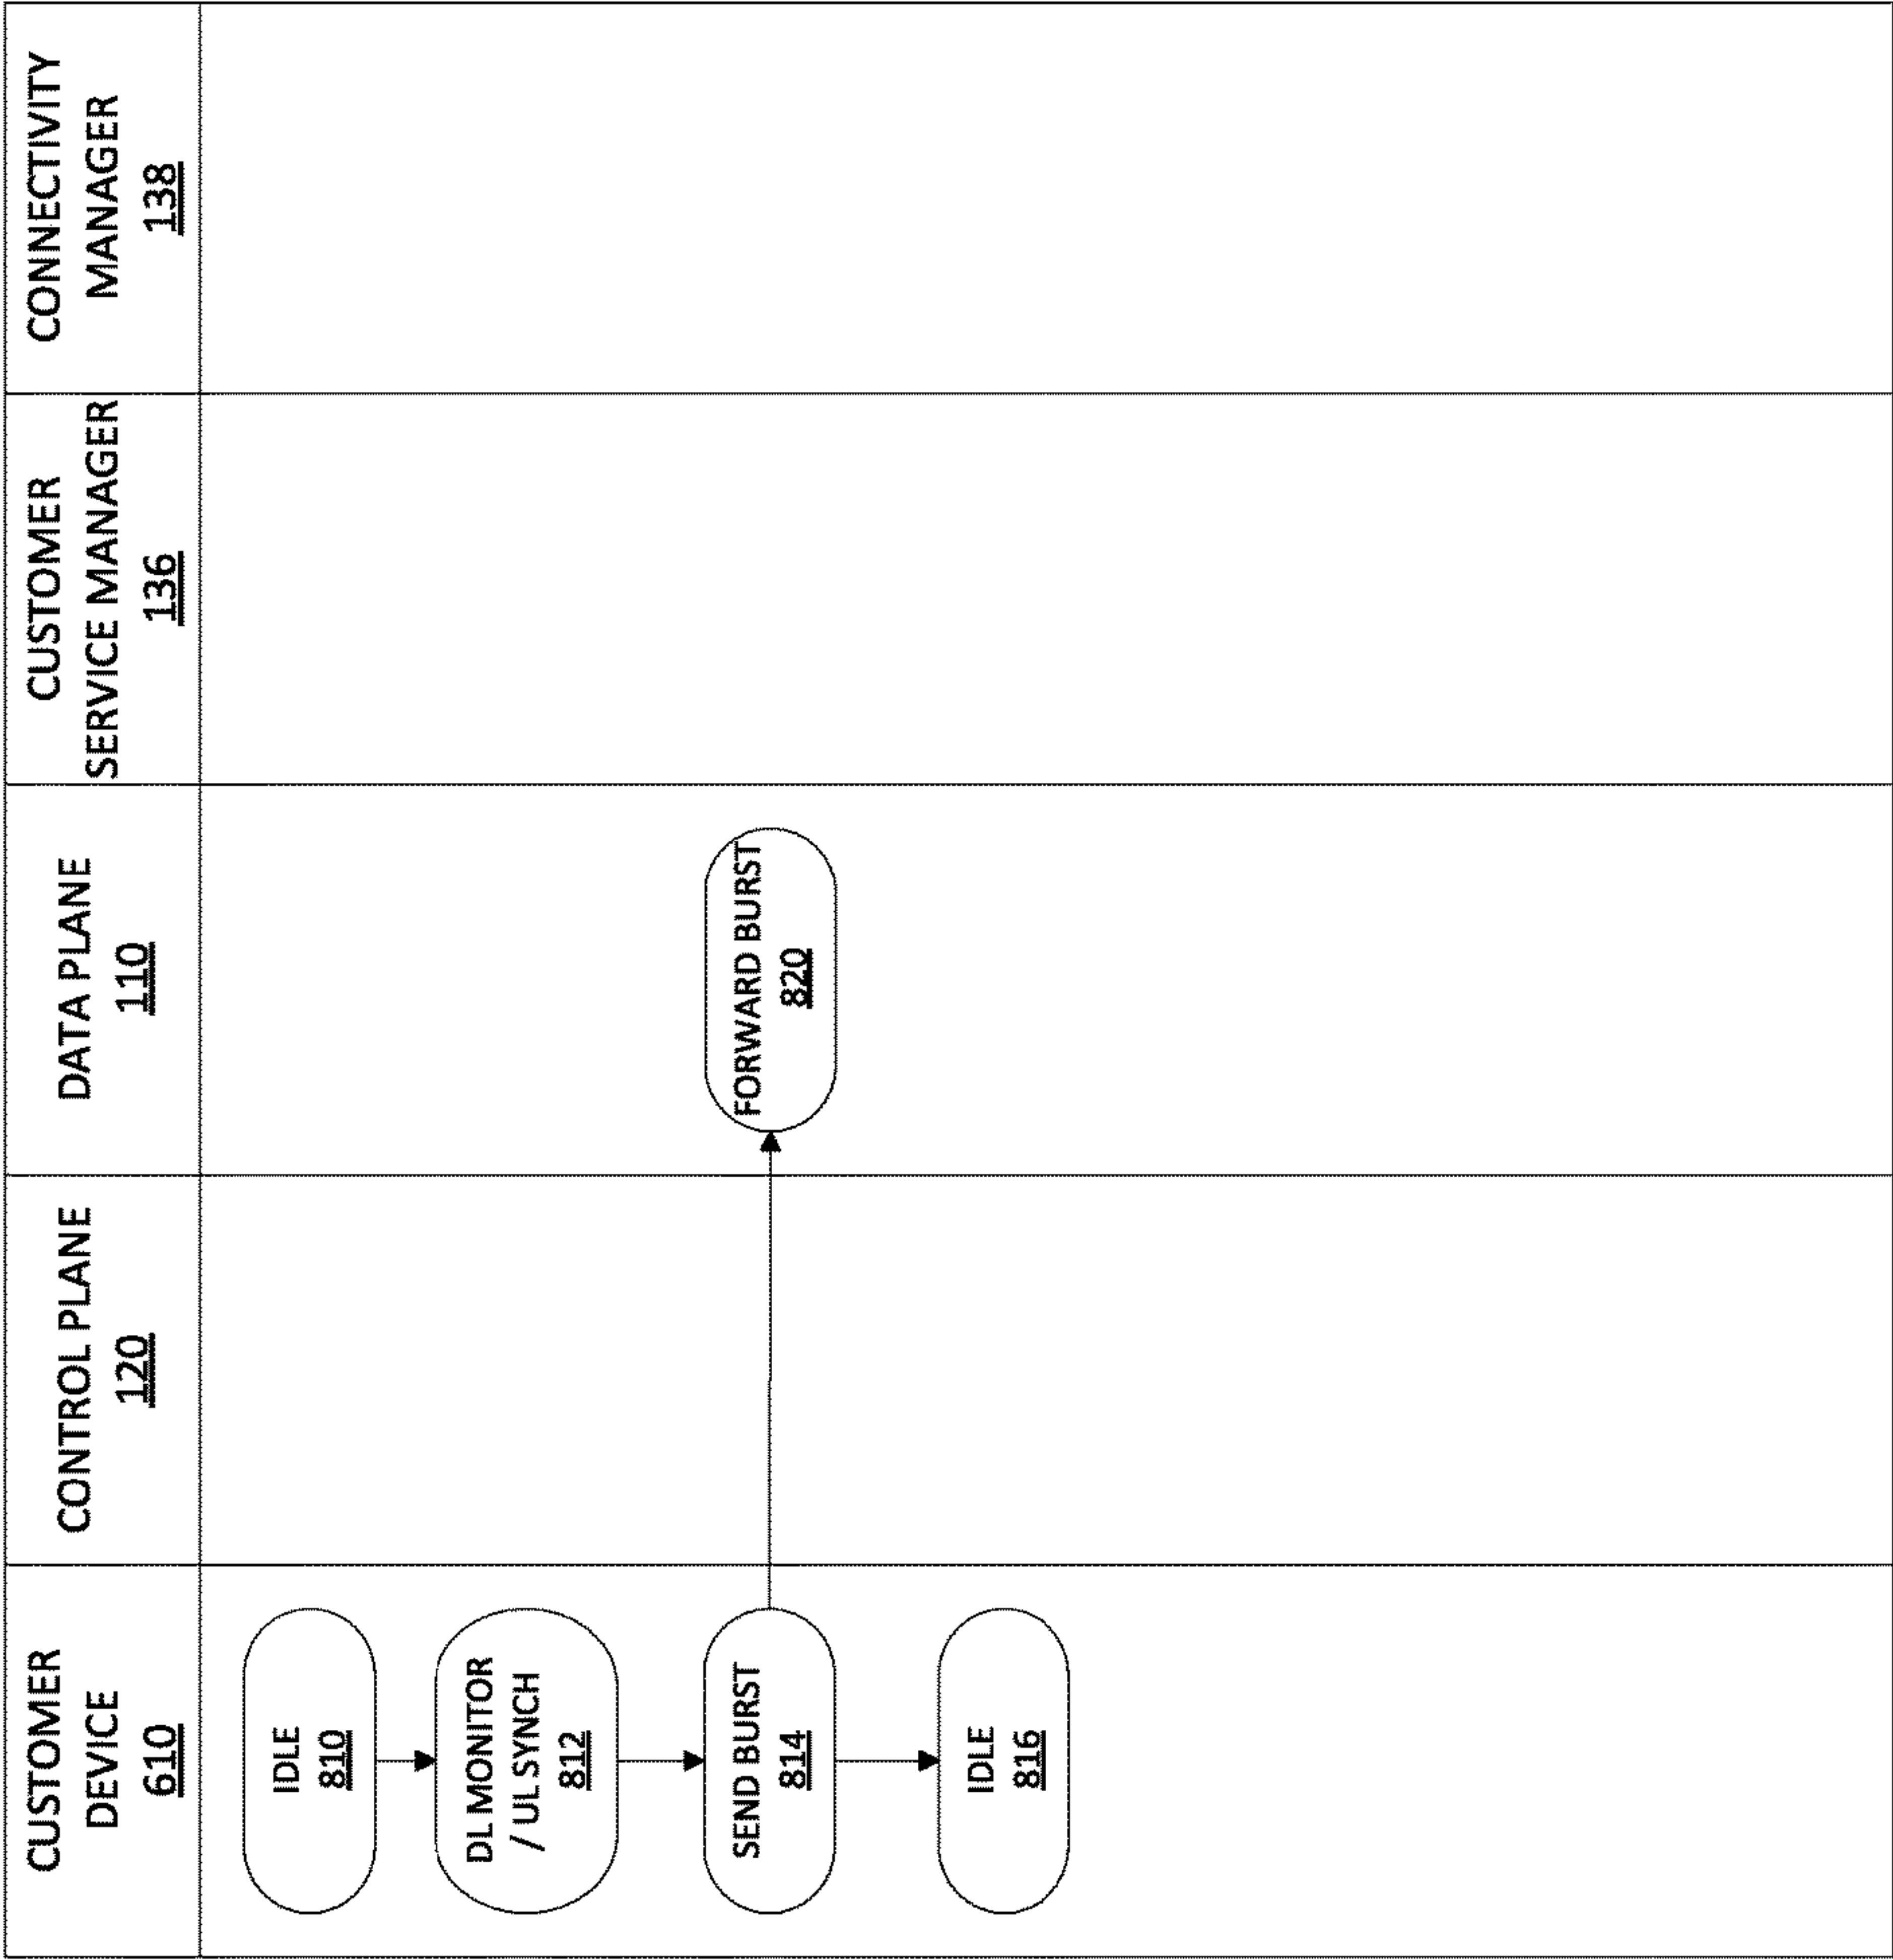 CUSTOMER
DEVICE
610
CONTROL PLANE
120
DATA PLANE
110
CUSTOMER
SERVICE MANAGER
136
CONNECTIVITY
MANAGER
138
IDLE
810
DL MONITOR
/ UL SYNCH
812
SEND BURST
814
FORWARD BURST
820
IDLE
816